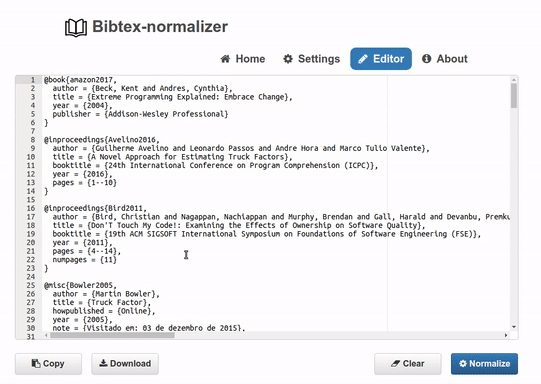 Bibtex-normalizer
Home Settings Editor About
1 @book{amazon2017,
2 author = {Beck, Kent and Andres, Cynthia},
3 title = {Extreme Programming Explained: Embrace Change},
4 year = {2004},
5 publisher = {Addison-Wesley Professional}
6 }
7
8 @inproceedings{Avelino2016,
9 author = {Guilherme Avelino and Leonardo Passos and Andre Hora and Marco Tulio Valente},
10 title = {A Novel Approach for Estimating Truck Factors},
11 booktitle = {24th International Conference on Program Comprehension (ICPC)},
12 year = {2016},
13 pages = {1--10}
14 }
15
16 @inproceedings{Bird2011,
17 author = {Bird, Christian and Nagappan, Nachiappan and Murphy, Brendan and Gall, Harald and Devanbu, Premku
18 title = {Don'T Touch My Code!: Examining the Effects of Ownership on Software Quality},
19 booktitle = {19th ACM SIGSOFT International Symposium on Foundations of Software Engineering (FSE)},
20 year = {2011},
21 pages = {4--14},
22 numpages = {11}
23 }
24
25 @misc{Bowler2005,
26 author = {Martin Bowler},
27 title = {Truck Factor},
28 howpublished = {Online},
29 year = {2005},
30 note = {Visitado em: 03 de dezembro de 2015},
31
Copy Download Clear Normalize